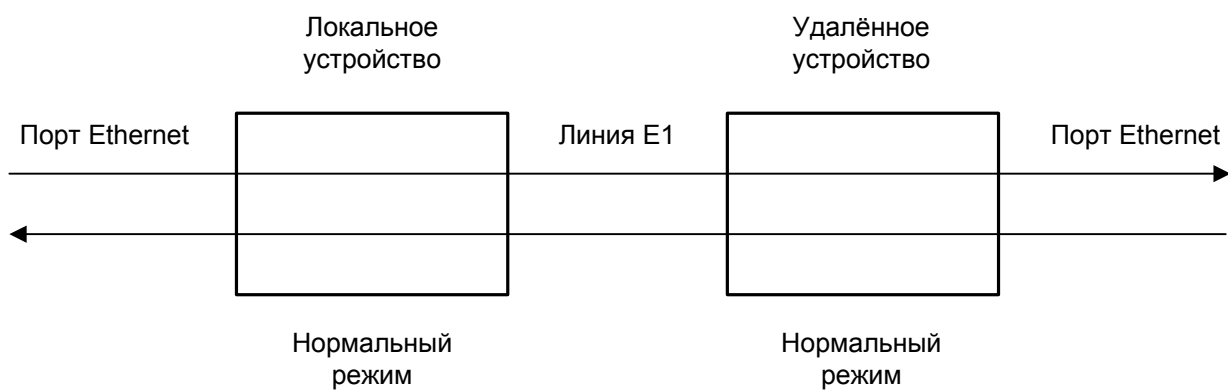 Локальное
устройство
Удалённое
устройство
Порт Ethernet
Линия E1
Порт Ethernet
Нормальный
режим
Нормальный
режим